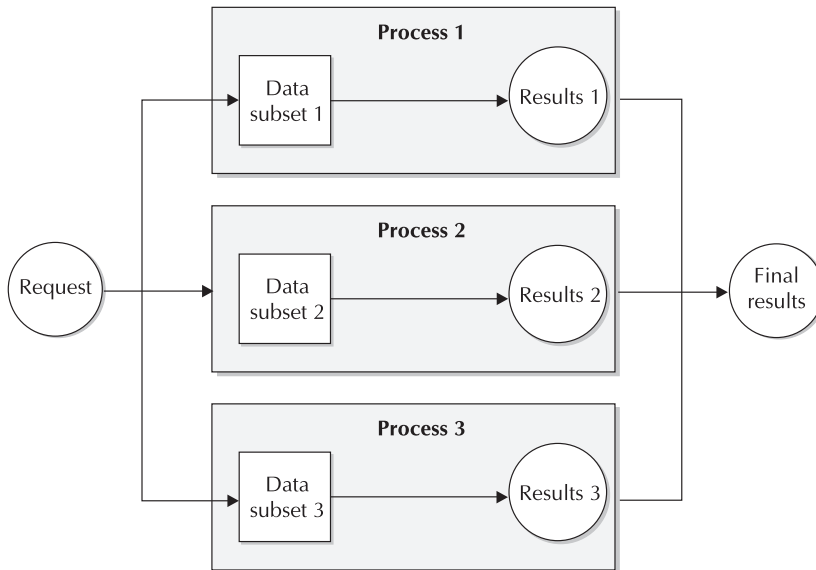 Process 1
Data
subset 1
Results 1
Process 2
Request
Data
subset 2
Results 2
Final
results
Process 3
Data
subset 3
Results 3